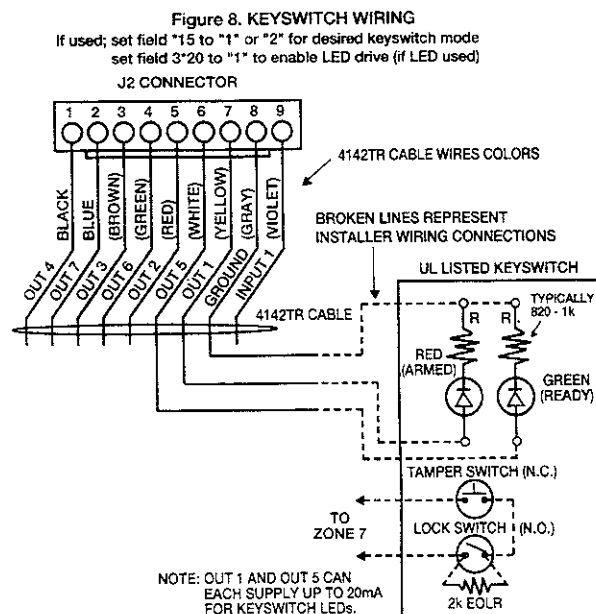 Figure 8. KEYSWITCH WIRING
If used; set field *15 to "1" or "2" for desired keyswitch mode
set field 3*20 to "1" to enable LED drive (if LED used)
J2 CONNECTOR
1 2 3 4 5 6 7 8 9
BLACK
BLUE
(BROWN)
(GREEN)
(RED)
(WHITE)
(YELLOW)
(GRAY)
(VIOLET)
4142TR CABLE WIRES COLORS
BROKEN LINES REPRESENT
INSTALLER WIRING CONNECTIONS
OUT 4
OUT 7
OUT 3
OUT 6
OUT 2
OUT 5
OUT 1
GROUND
INPUT 1
4142TR CABLE
UL LISTED KEYSWITCH
R R
TYPICALLY
820 - 1k
RED
(ARMED)
GREEN
(READY)
TAMPER SWITCH (N.C.)
TO
ZONE 7
LOCK SWITCH (N.O.)
2k EOLR
NOTE: OUT 1 AND OUT 5 CAN
EACH SUPPLY UP TO 20mA
FOR KEYSWITCH LEDs.